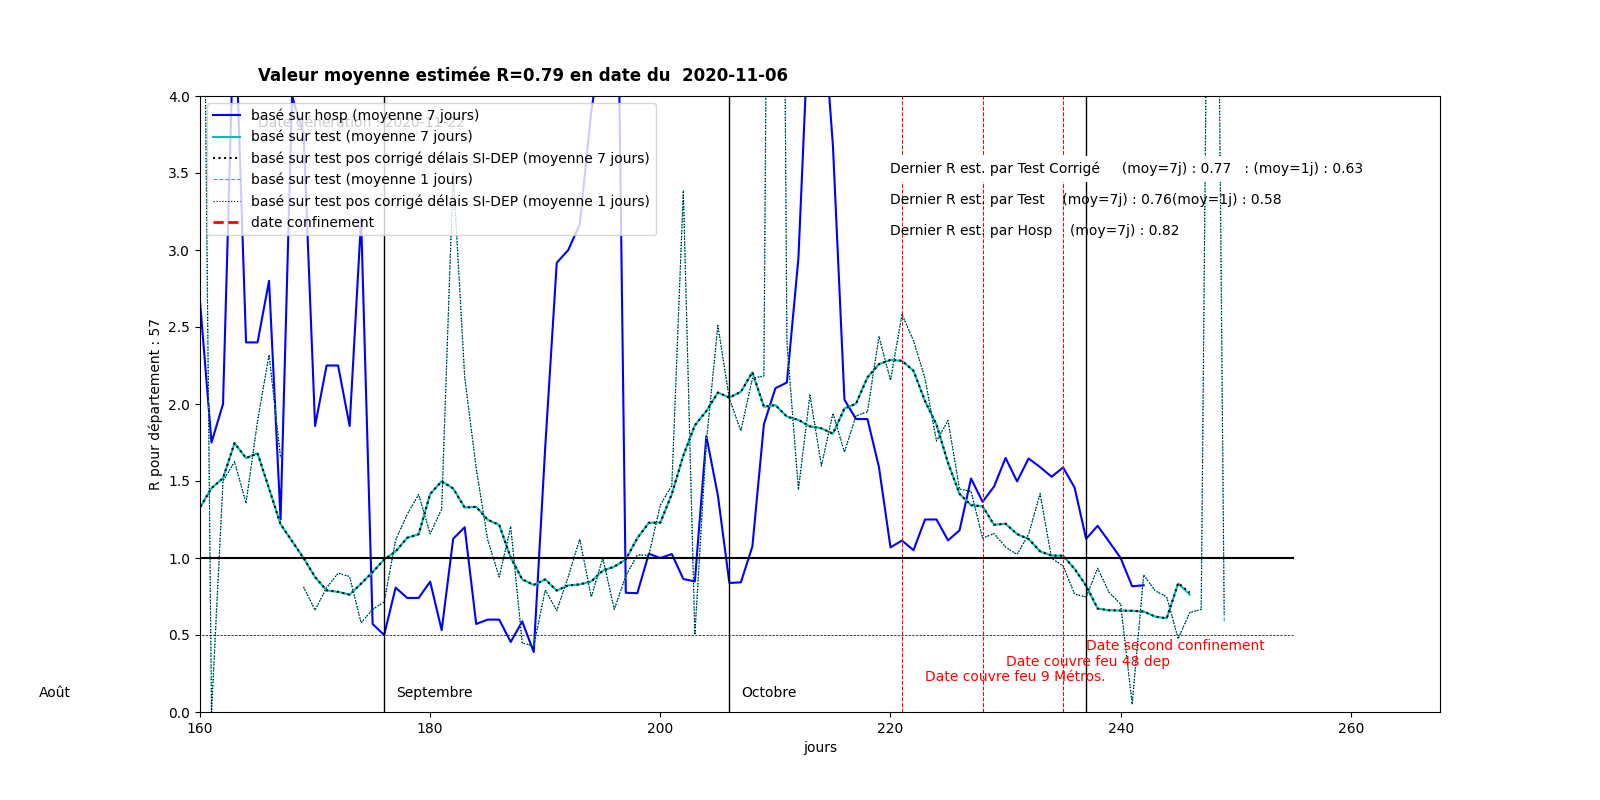 Valeur moyenne estimée R=0.79 en date du 2020-11-06
4.0
3.5
3.0
2.5
2.0
1.5
1.0
0.5
0.0
R pour département : 57
Date génération : 2020-11-22
basé sur hosp (moyenne 7 jours)
basé sur test (moyenne 7 jours)
basé sur test pos corrigé délais SI-DEP (moyenne 7 jours)
basé sur test (moyenne 1 jours)
basé sur test pos corrigé délais SI-DEP (moyenne 1 jours)
date confinement
Dernier R est. par Test Corrigé (moy=7j) : 0.77 : (moy=1j) : 0.63
Dernier R est. par Test (moy=7j) : 0.76(moy=1j) : 0.58
Dernier R est. par Hosp (moy=7j) : 0.82
Date second confinement
Date couvre feu 48 dep
Date couvre feu 9 Métros.
Août
Septembre
Octobre
160
180
200
220
240
260
jours